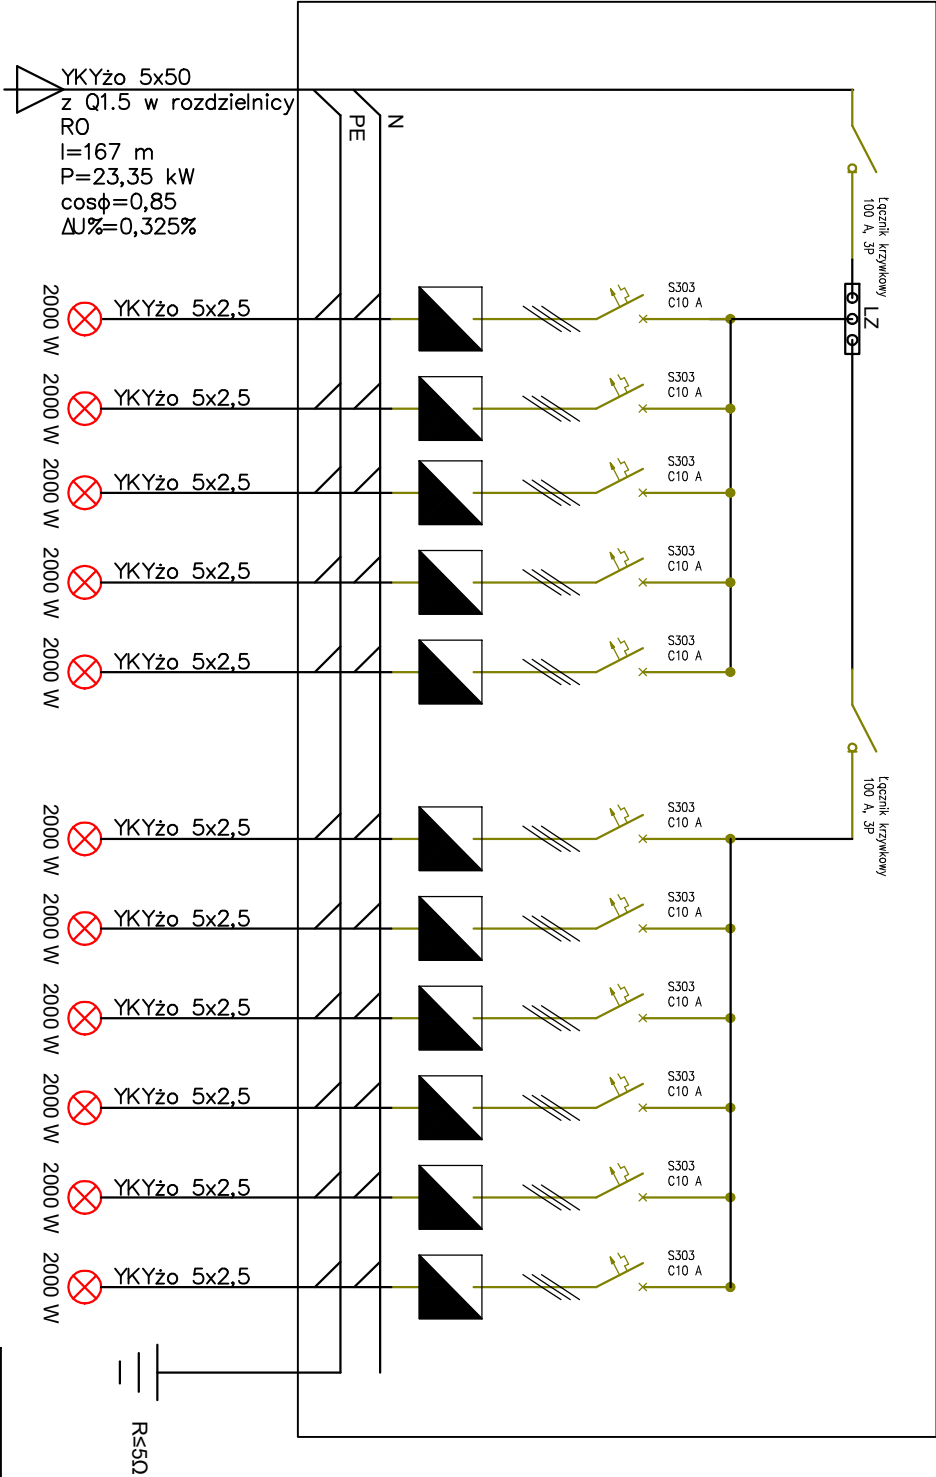 YKYżo 5x50
z Q1.5 w rozdzielnicy
RO
l=167 m
P=23,35 kW
cosϕ=0,85
ΔU%=0,325%
PE
N
Łącznik krzywkowy
100 A, 3P
LZ
2000 W
YKYżo 5x2,5
S303
C10 A
2000 W
YKYżo 5x2,5
S303
C10 A
2000 W
YKYżo 5x2,5
S303
C10 A
2000 W
YKYżo 5x2,5
S303
C10 A
2000 W
YKYżo 5x2,5
S303
C10 A
Łącznik krzywkowy
100 A, 3P
2000 W
YKYżo 5x2,5
S303
C10 A
2000 W
YKYżo 5x2,5
S303
C10 A
2000 W
YKYżo 5x2,5
S303
C10 A
2000 W
YKYżo 5x2,5
S303
C10 A
2000 W
YKYżo 5x2,5
S303
C10 A
2000 W
YKYżo 5x2,5
S303
C10 A
R≤5Ω